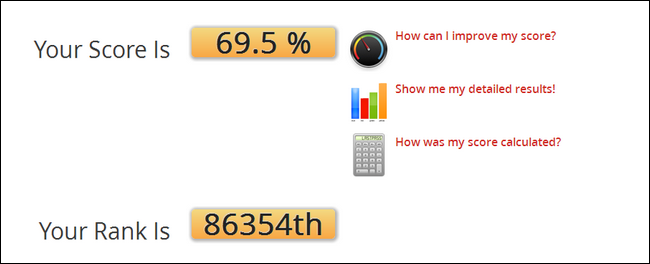 Your Score Is
69.5 %
How can I improve my score?
Show me my detailed results!
How was my score calculated?
Your Rank Is
86354th